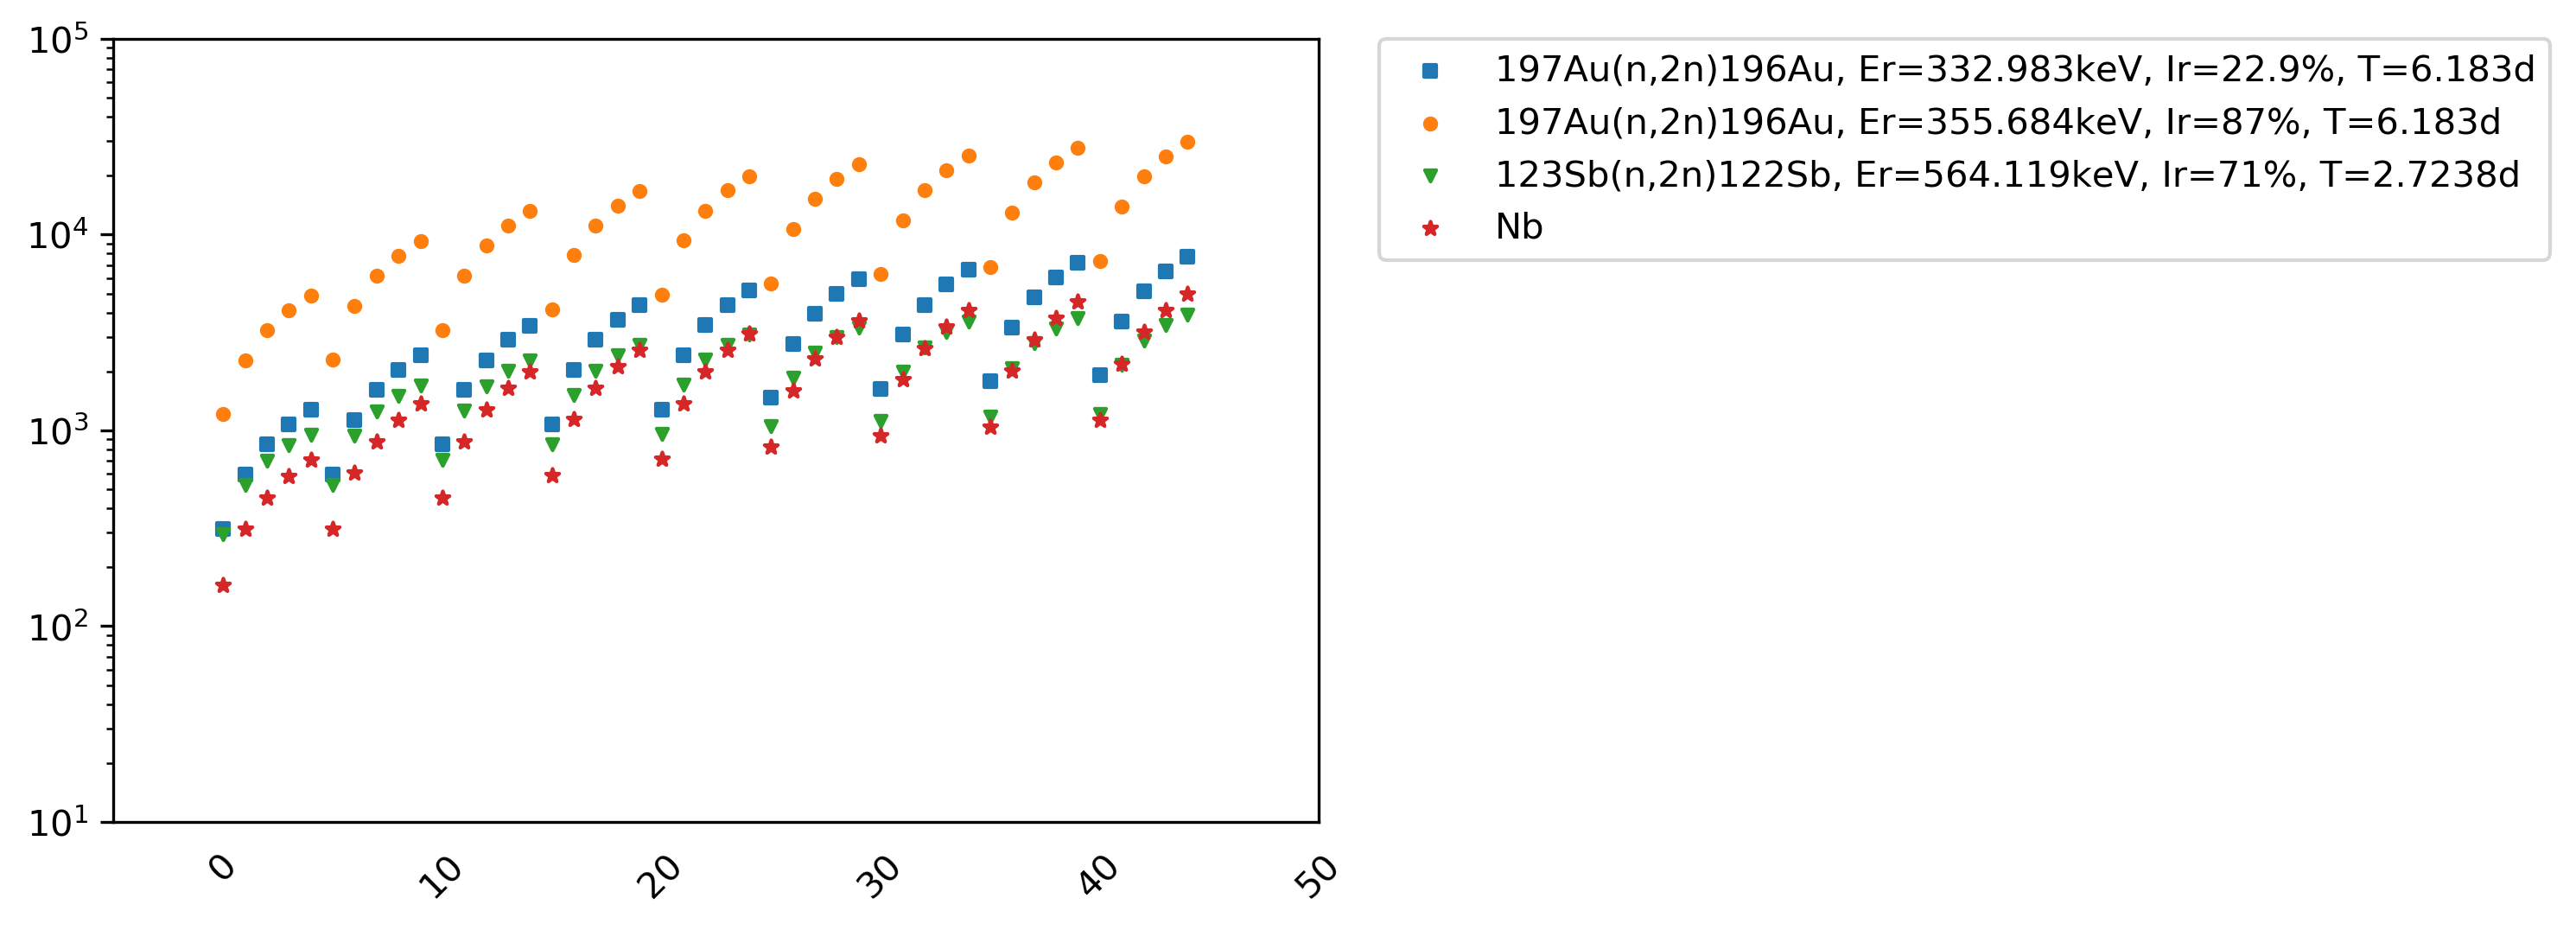 10^5
10^4
10^3
10^2
10^1
0
10
20
30
40
50
197Au(n,2n)196Au, Er=332.983keV, Ir=22.9%, T=6.183d
197Au(n,2n)196Au, Er=355.684keV, Ir=87%, T=6.183d
123Sb(n,2n)122Sb, Er=564.119keV, Ir=71%, T=2.7238d
Nb